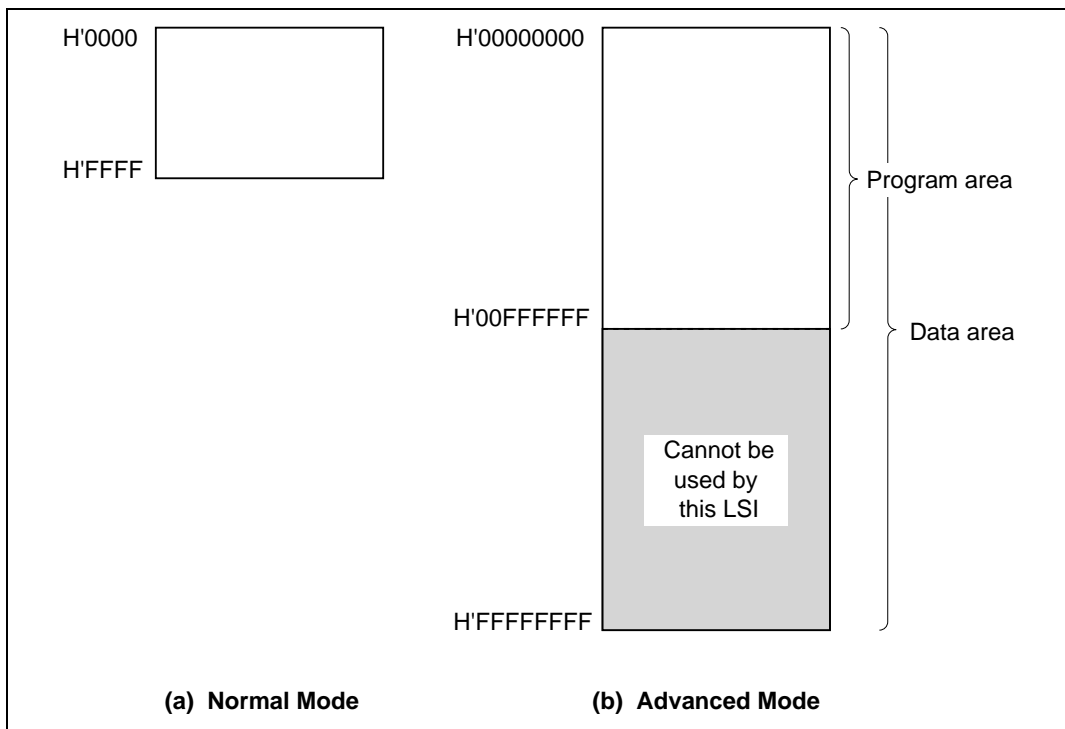 H'0000
H'FFFF
H'00000000
H'00FFFFFF
H'FFFFFFFF
Program area
Data area
Cannot be
used by
this LSI
(a) Normal Mode
(b) Advanced Mode